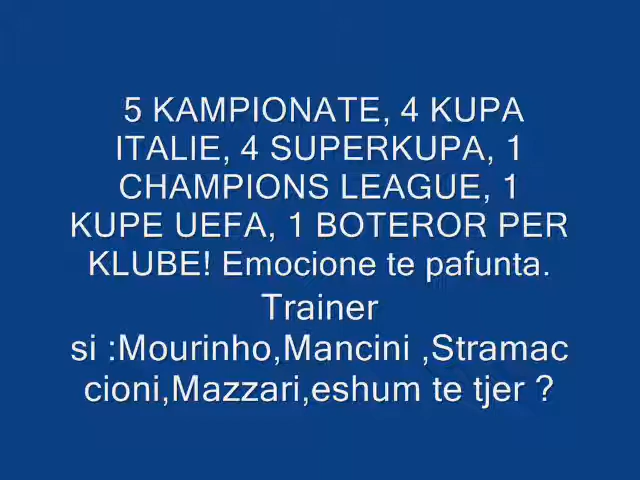 5 KAMPIONATE, 4 KUPA
ITALIE, 4 SUPERKUPA, 1
CHAMPIONS LEAGUE, 1
KUPE UEFA, 1 BOTEROR PER
KLUBE! Emocione te pafunta.
Trainer
si :Mourinho,Mancini ,Stramac
cioni,Mazzari,eshum te tjer ?